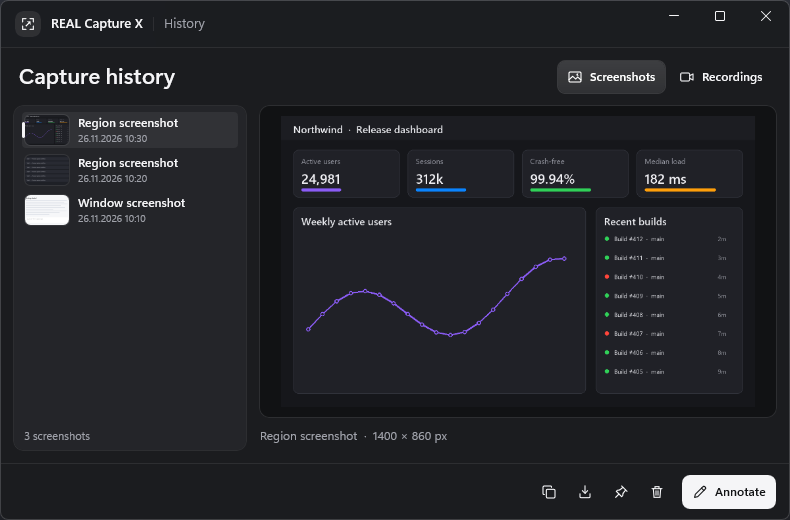 REAL Capture X
History
Capture history
Screenshots
Recordings
Region screenshot
26.11.2026 10:30
Region screenshot
26.11.2026 10:20
Window screenshot
26.11.2026 10:10
3 screenshots
Northwind · Release dashboard
Active users
24,981
Sessions
312k
Crash-free
99.94%
Median load
182 ms
Weekly active users
Recent builds
Build #412 · main 2m
Build #411 · main 3m
Build #410 · main 4m
Build #409 · main 5m
Build #408 · main 6m
Build #407 · main 7m
Build #406 · main 8m
Build #405 · main 9m
Region screenshot · 1400 × 860 px
Annotate